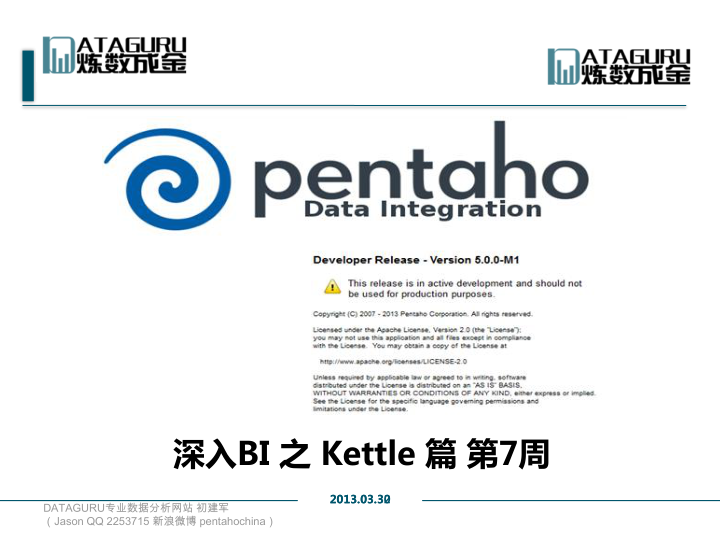 DATAGURU
炼数成金
DATAGURU
炼数成金
pentaho
Data Integration
Developer Release - Version 5.0.0-M1
This release is in active development and should not
be used for production purposes.
Copyright (C) 2007 - 2013 Pentaho Corporation. All rights reserved.
Licensed under the Apache License, Version 2.0 (the "License");
you may not use this application and all files except in compliance
with the License. You may obtain a copy of the License at
http://www.apache.org/licenses/LICENSE-2.0
Unless required by applicable law or agreed to in writing, software
distributed under the License is distributed on an "AS IS" BASIS,
WITHOUT WARRANTIES OR CONDITIONS OF ANY KIND, either express or implied.
See the License for the specific language governing permissions and
limitations under the License.
深入BI 之 Kettle 篇 第7周
DATAGURU专业数据分析网站 初建军
（Jason QQ 2253715 新浪微博 pentahochina）